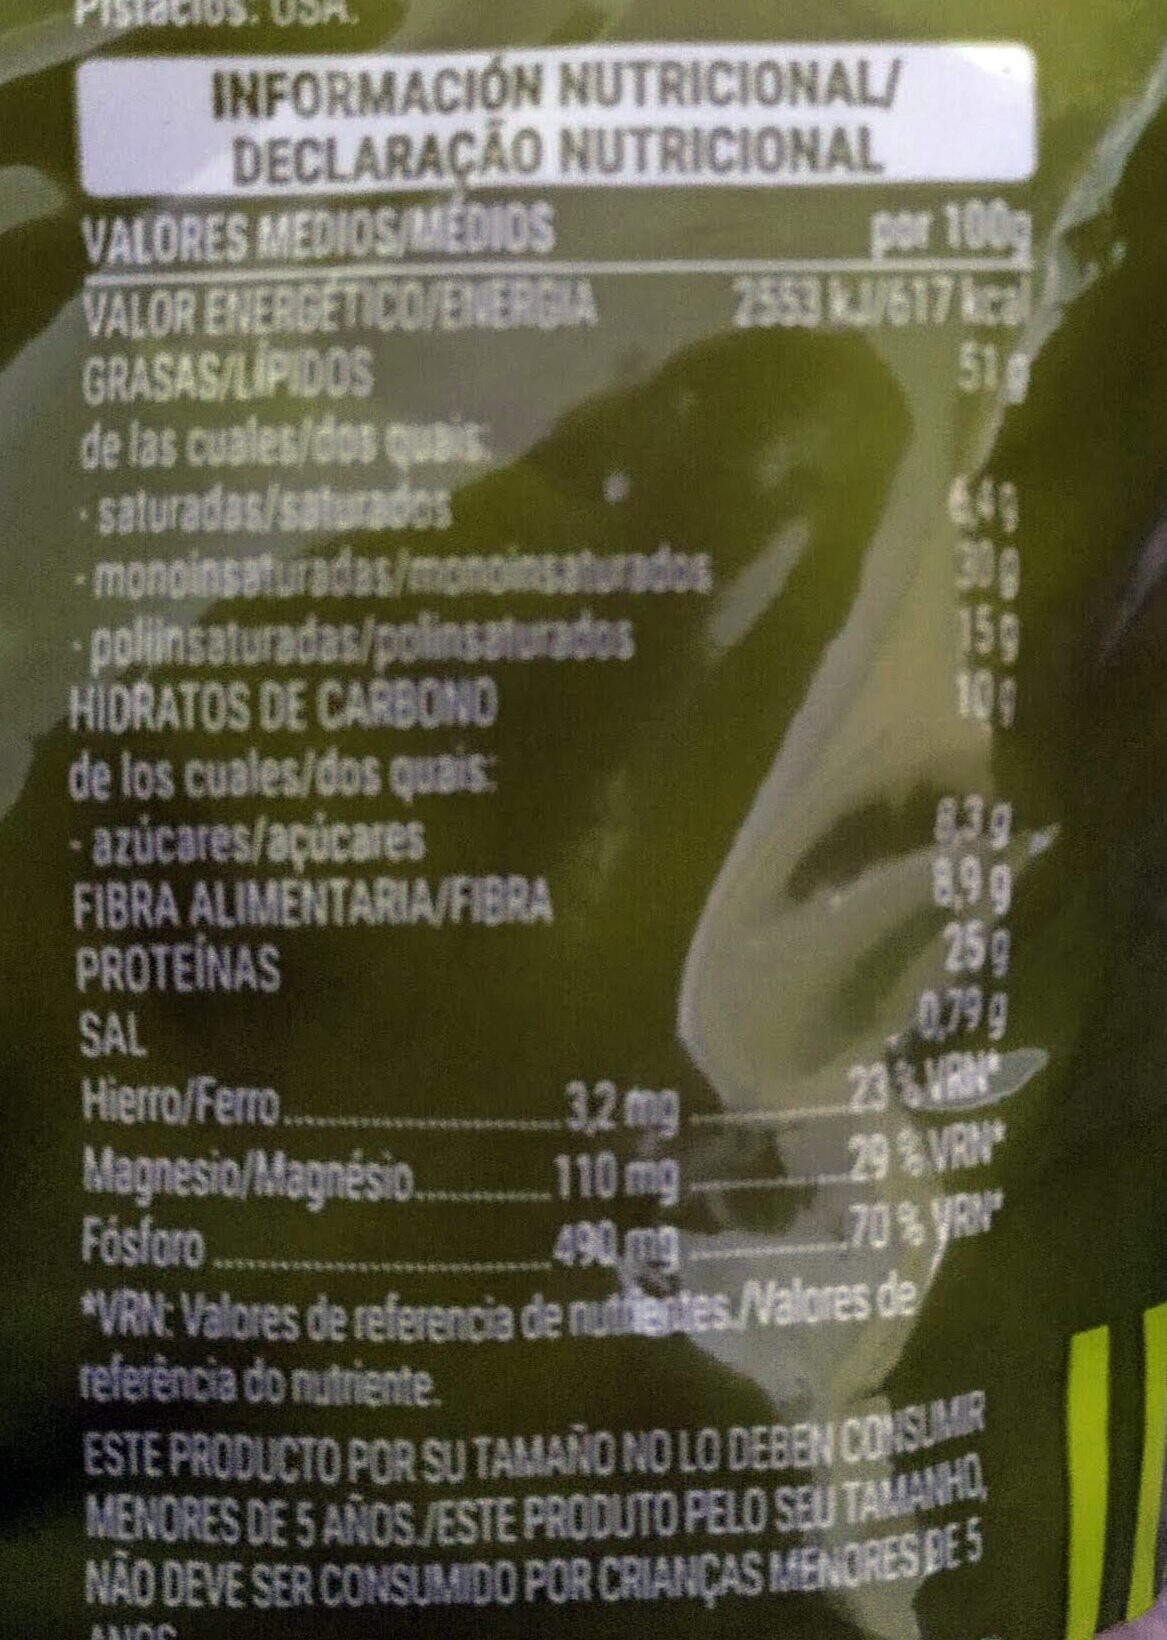 Pistacios: USA.
INFORMACIÓN NUTRICIONAL/
DECLARAÇÃO NUTRICIONAL
VALORES MEDIOS/MÉDIOS por 100g
VALOR ENERGÉTICO/ENERGIA 2553 kJ/617 kcal
GRASAS/LÍPIDOS 51 g
de las cuales/dos quais:
- saturadas/saturados 6,4 g
- monoinsaturadas/monoinsaturados 30 g
- poliinsaturadas/polinsaturados 15 g
HIDRATOS DE CARBONO 10 g
de los cuales/dos quais:
- azúcares/açúcares 8,3 g
FIBRA ALIMENTARIA/FIBRA 8,9 g
PROTEÍNAS 25 g
SAL 0,79 g
Hierro/Ferro 3,2 mg 23 % VRN*
Magnesio/Magnésio 110 mg 29 % VRN*
Fósforo 490 mg 70 % VRN*
*VRN: Valores de referencia de nutrientes./Valores de
referência do nutriente.
ESTE PRODUCTO POR SU TAMAÑO NO LO DEBEN CONSUMIR
MENORES DE 5 AÑOS./ESTE PRODUTO PELO SEU TAMANHO,
NÃO DEVE SER CONSUMIDO POR CRIANÇAS MENORES DE 5
ANOS.